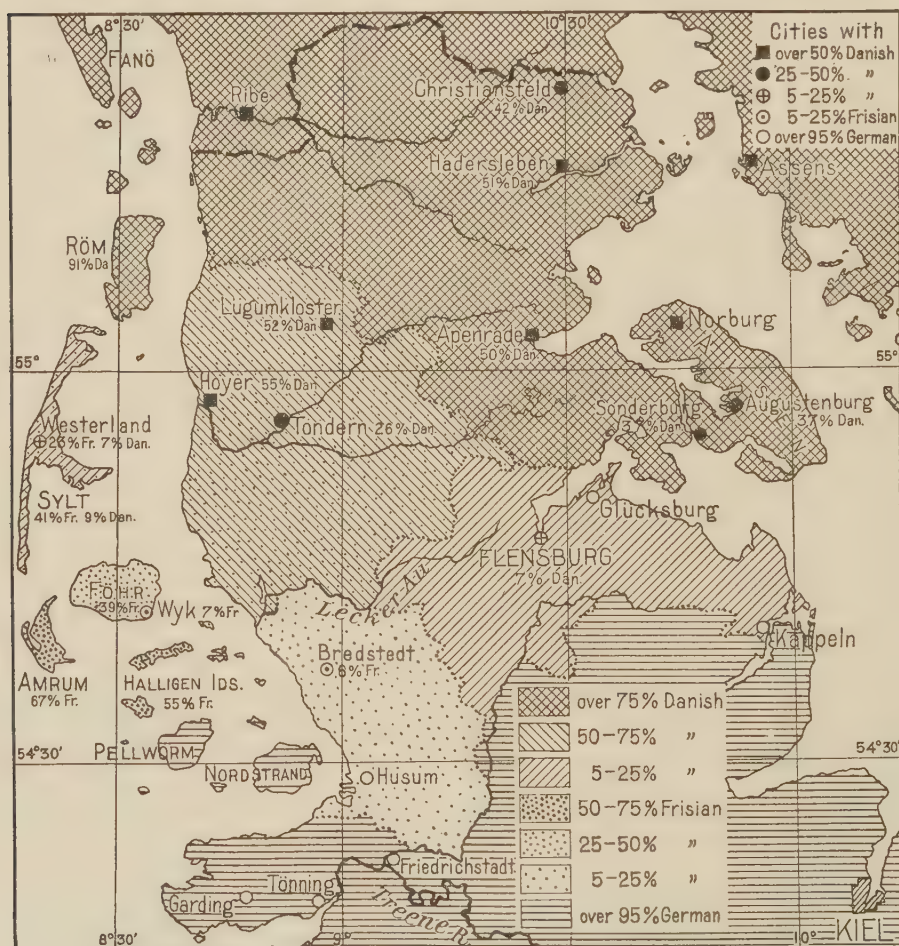 8°30'
10°30'
Cities with
over 50% Danish
25-50% "
5-25% "
5-25% Frisian
over 95% German
FANÖ
Ribe
Christiansfeld
42% Dan.
Hadersleben
51% Dan.
Assens
RÖM
91% Da
Lugumkloster
52% Dan.
Apenrade
50% Dan.
Norburg
55°
55°
Hoyer 55% Dan.
Tondern 26% Dan.
Sonderburg
Augustenburg
37% Dan.
Westerland
23% Fr. 7% Dan.
SYLT
41% Fr. 9% Dan.
Glücksburg
FLENSBURG
7% Dan.
FÖHR
39% Fr.
Wyk 7% Fr
Lecker Au
Kappeln
Bredstedt
6% Fr.
AMRUM
67% Fr.
HALLIGEN IDS.
55% Fr.
over 75% Danish
50-75% "
5-25% "
50-75% Frisian
25-50% "
5-25% "
over 95% German
PELLWORM
54°30'
54°30'
NORDSTRAND
Husum
Friedrichstadt
Tönning
Garding
Treene R.
8°30'
9°
10°
KIEL